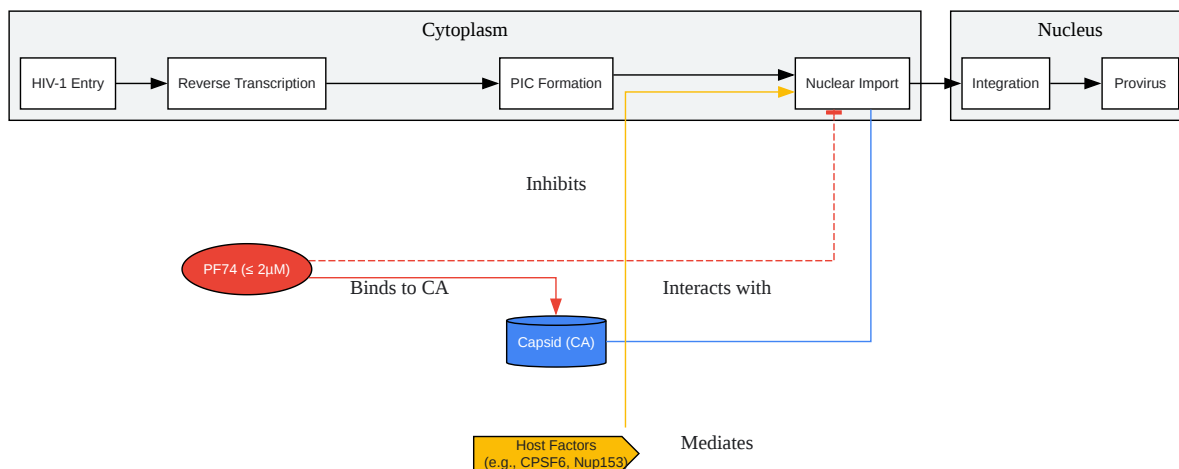 Cytoplasm
Nucleus
HIV-1 Entry
Reverse Transcription
PIC Formation
Nuclear Import
Integration
Provirus
Inhibits
PF74 (≤ 2μM)
Binds to CA
Interacts with
Capsid (CA)
Host Factors
(e.g., CPSF6, Nup153)
Mediates